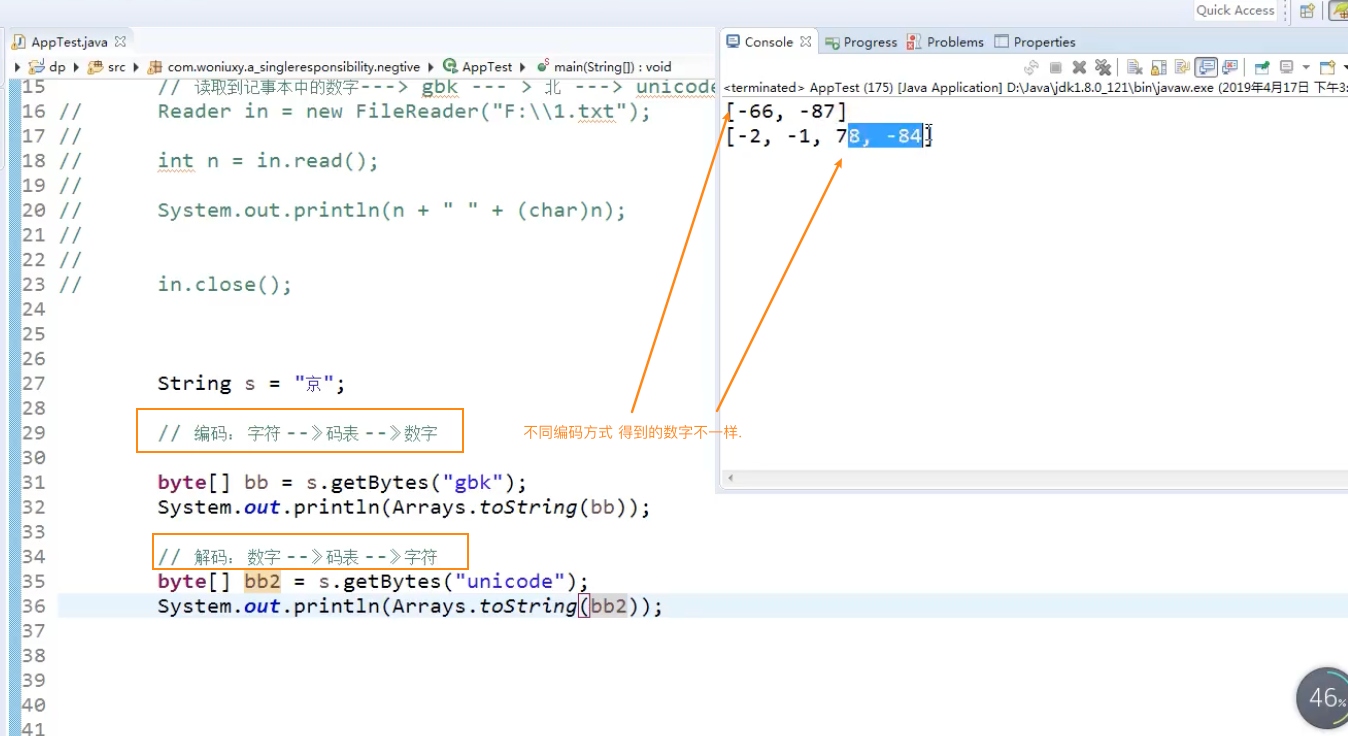 Quick Access
AppTest.java
dp
src
com.woniuxy.a_singleresponsibility.negtive
AppTest
main(String[]) : void
15 // 读取到记事本中的数字---> gbk --- > 北 ---> unicode
16 // Reader in = new FileReader("F:\\1.txt");
17 //
18 // int n = in.read();
19 //
20 // System.out.println(n + " " + (char)n);
21 //
22 //
23 // in.close();
24
25
26
27 String s = "京";
28
29 // 编码: 字符 --》码表 --》数字
30
31 byte[] bb = s.getBytes("gbk");
32 System.out.println(Arrays.toString(bb));
33
34 // 解码: 数字 --》码表 --》字符
35 byte[] bb2 = s.getBytes("unicode");
36 System.out.println(Arrays.toString(bb2));
37
38
39
40
41
不同编码方式 得到的数字不一样.
Console
Progress
Problems
Properties
<terminated> AppTest (175) [Java Application] D:\Java\jdk1.8.0_121\bin\javaw.exe (2019年4月17日 下午3:
[-66, -87]
[-2, -1, 78, -84]
46%